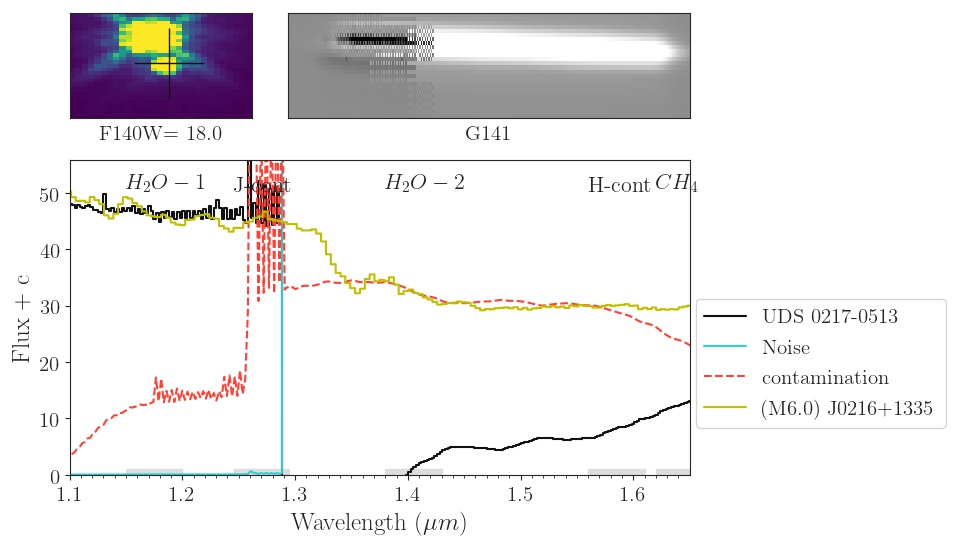 F140W= 18.0
G141
H₂O − 1
J-cont
H₂O − 2
H-cont
CH₄
50
40
30
20
10
0
1.1
1.2
1.3
1.4
1.5
1.6
Flux + c
Wavelength (μm)
UDS 0217-0513
Noise
contamination
(M6.0) J0216+1335